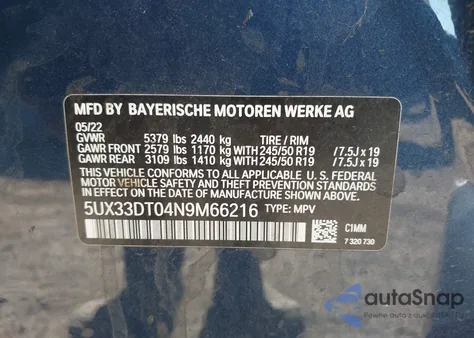 MFD BY BAYERISCHE MOTOREN WERKE AG
05/22
GVWR 5379 lbs 2440 kg TIRE / RIM
GAWR FRONT 2579 lbs 1170 kg WITH 245/50 R19 /7.5J x 19
GAWR REAR 3109 lbs 1410 kg WITH 245/50 R19 /7.5J x 19
THIS VEHICLE CONFORMS TO ALL APPLICABLE U.S. FEDERAL
MOTOR VEHICLE SAFETY, BUMPER, AND THEFT PREVENTION
STANDARDS IN EFFECT ON THE DATE OF MANUFACTURE SHOWN ABOVE.
5UX33DT04N9M66216 TYPE: MPV
C1MM
7 320 730
autoSnap